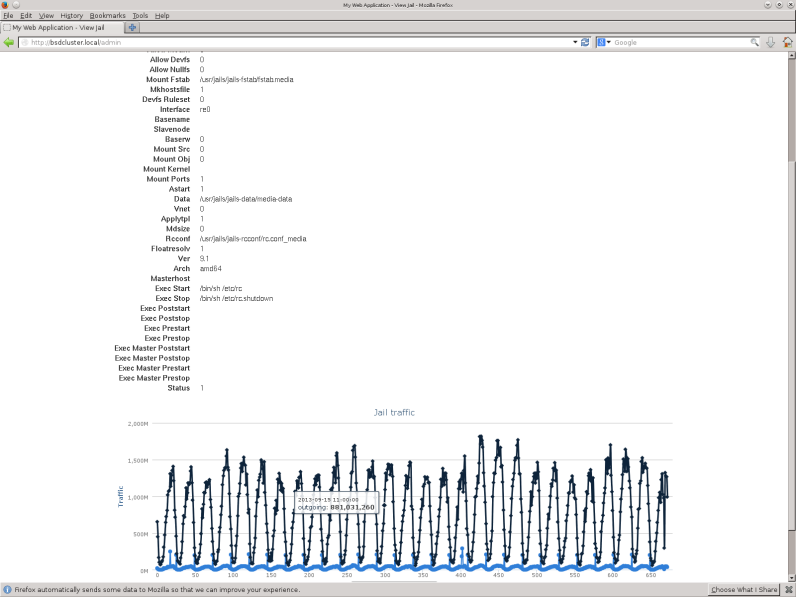 My Web Application - View Jail - Mozilla Firefox
File Edit View History Bookmarks Tools Help
My Web Application - View Jail
http://bsdcluster.local/admin
Google
Allow Devfs 0
Allow Nullfs 0
Mount Fstab /usr/jails/jails-fstab/fstab.media
Mkhostsfile 1
Devfs Ruleset 0
Interface re0
Basename
Slavenode
Baserw 0
Mount Src 0
Mount Obj 0
Mount Kernel
Mount Ports 1
Astart 1
Data /usr/jails/jails-data/media-data
Vnet 0
Applytpl 1
Mdsize 0
Rcconf /usr/jails/jails-rcconf/rc.conf_media
Floatresolv 1
Ver 9.1
Arch amd64
Masterhost
Exec Start /bin/sh /etc/rc
Exec Stop /bin/sh /etc/rc.shutdown
Exec Poststart
Exec Poststop
Exec Prestart
Exec Prestop
Exec Master Poststart
Exec Master Poststop
Exec Master Prestart
Exec Master Prestop
Status 1
Jail traffic
2,000M
1,500M
1,000M
500M
0M
Traffic
2013-09-19 11:00:00
outgoing: 881,031,260
0 50 100 150 200 250 300 350 400 450 500 550 600 650
Firefox automatically sends some data to Mozilla so that we can improve your experience.
Choose What I Share